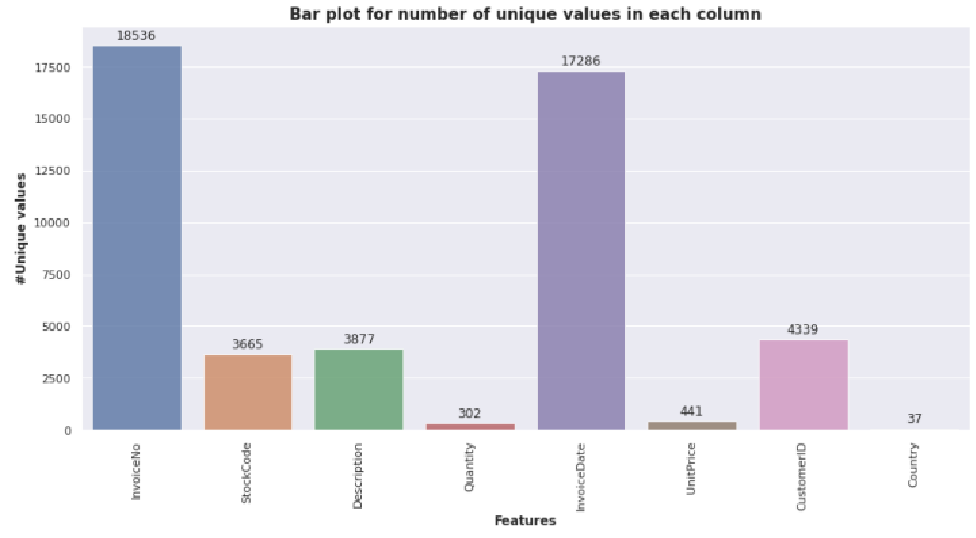 Bar plot for number of unique values in each column
#Unique values
17500
15000
12500
10000
7500
5000
2500
0
18536
3665
3877
302
17286
441
4339
37
InvoiceNo
StockCode
Description
Quantity
InvoiceDate
UnitPrice
CustomerID
Country
Features